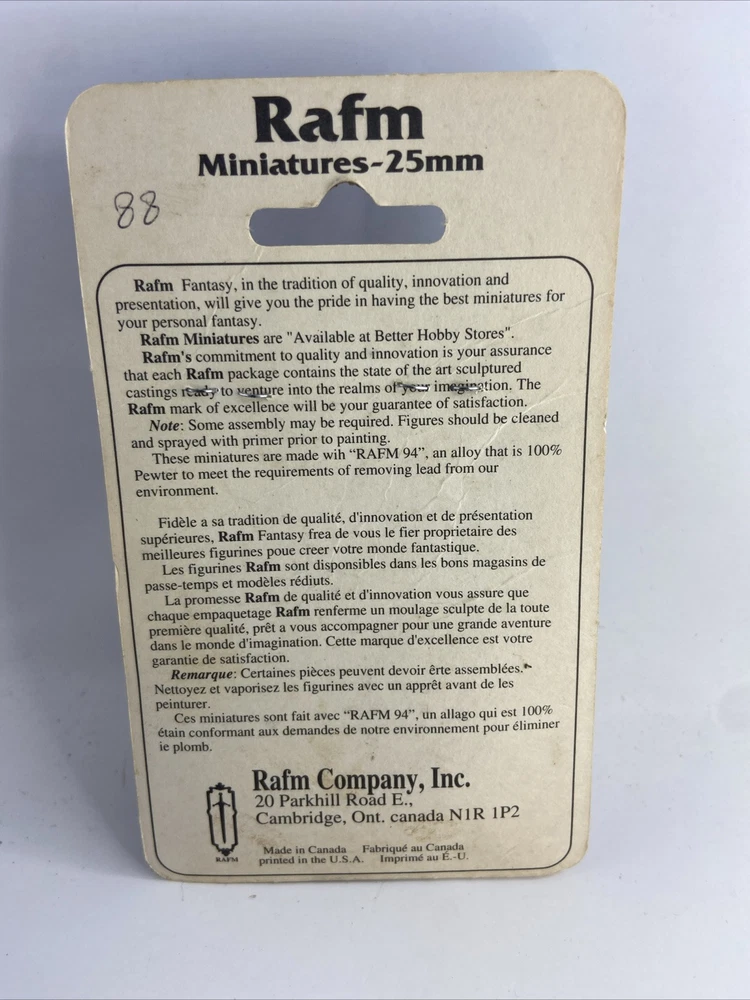 Rafm
Miniatures-25mm
88
Rafm Fantasy, in the tradition of quality, innovation and
presentation, will give you the pride in having the best miniatures for
your personal fantasy.
Rafm Miniatures are "Available at Better Hobby Stores".
Rafm's commitment to quality and innovation is your assurance
that each Rafm package contains the state of the art sculptured
castings ready to venture into the realms of your imegination. The
Rafm mark of excellence will be your guarantee of satisfaction.
Note: Some assembly may be required. Figures should be cleaned
and sprayed with primer prior to painting.
These miniatures are made wih “RAFM 94”, an alloy that is 100%
Pewter to meet the requirements of removing lead from our
environment.
Fidèle a sa tradition de qualité, d'innovation et de présentation
supérieures, Rafm Fantasy frea de vous le fier proprietaire des
meilleures figurines poue creer votre monde fantastique.
Les figurines Rafm sont disponibles dans les bons magasins de
passe-temps et modèles rédiuts.
La promesse Rafm de qualité et d'innovation vous assure que
chaque empaquetage Rafm renferme un moulage sculpte de la toute
première qualité, prêt a vous accompagner pour une grande aventure
dans le monde d'imagination. Cette marque d'excellence est votre
garantie de satisfaction.
Remarque: Certaines pièces peuvent devoir êrte assemblées.
Nettoyez et vaporisez les figurines avec un apprêt avant de les
peinturer.
Ces miniatures sont fait avec “RAFM 94”, un allago qui est 100%
étain conformant aux demandes de notre environnement pour éliminer
ie plomb.
Rafm Company, Inc.
20 Parkhill Road E.,
Cambridge, Ont. canada N1R 1P2
RAFM
Made in Canada Fabriqué au Canada
printed in the U.S.A. Imprimé au É.-U.